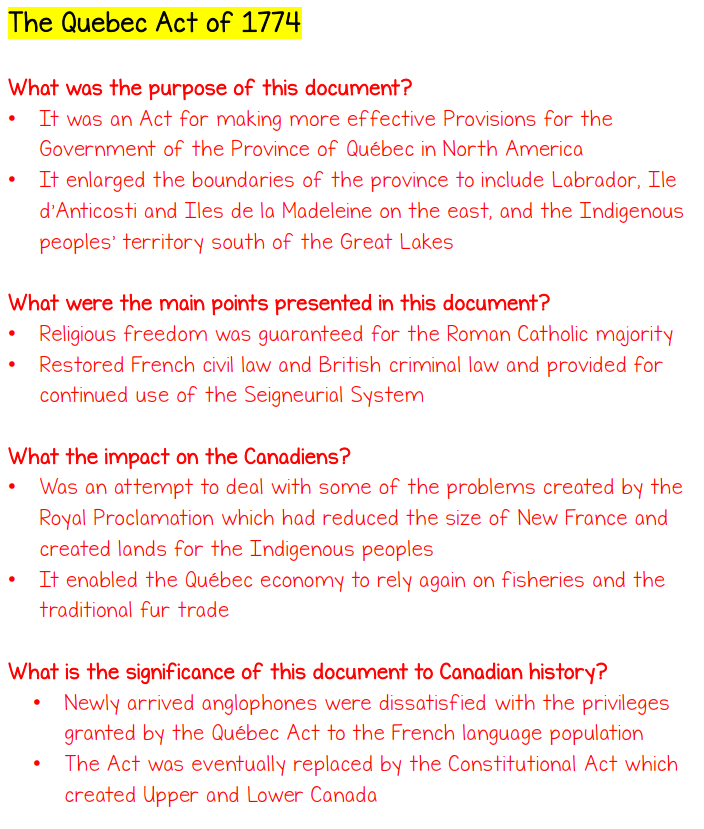 The Quebec Act of 1774
What was the purpose of this document?
• It was an Act for making more effective Provisions for the
Government of the Province of Québec in North America
• It enlarged the boundaries of the province to include Labrador, Ile
d'Anticosti and Iles de la Madeleine on the east, and the Indigenous
peoples' territory south of the Great Lakes
What were the main points presented in this document?
• Religious freedom was guaranteed for the Roman Catholic majority
• Restored French civil law and British criminal law and provided for
continued use of the Seigneurial System
What the impact on the Canadiens?
• Was an attempt to deal with some of the problems created by the
Royal Proclamation which had reduced the size of New France and
created lands for the Indigenous peoples
• It enabled the Québec economy to rely again on fisheries and the
traditional fur trade
What is the significance of this document to Canadian history?
• Newly arrived anglophones were dissatisfied with the privileges
granted by the Québec Act to the French language population
• The Act was eventually replaced by the Constitutional Act which
created Upper and Lower Canada